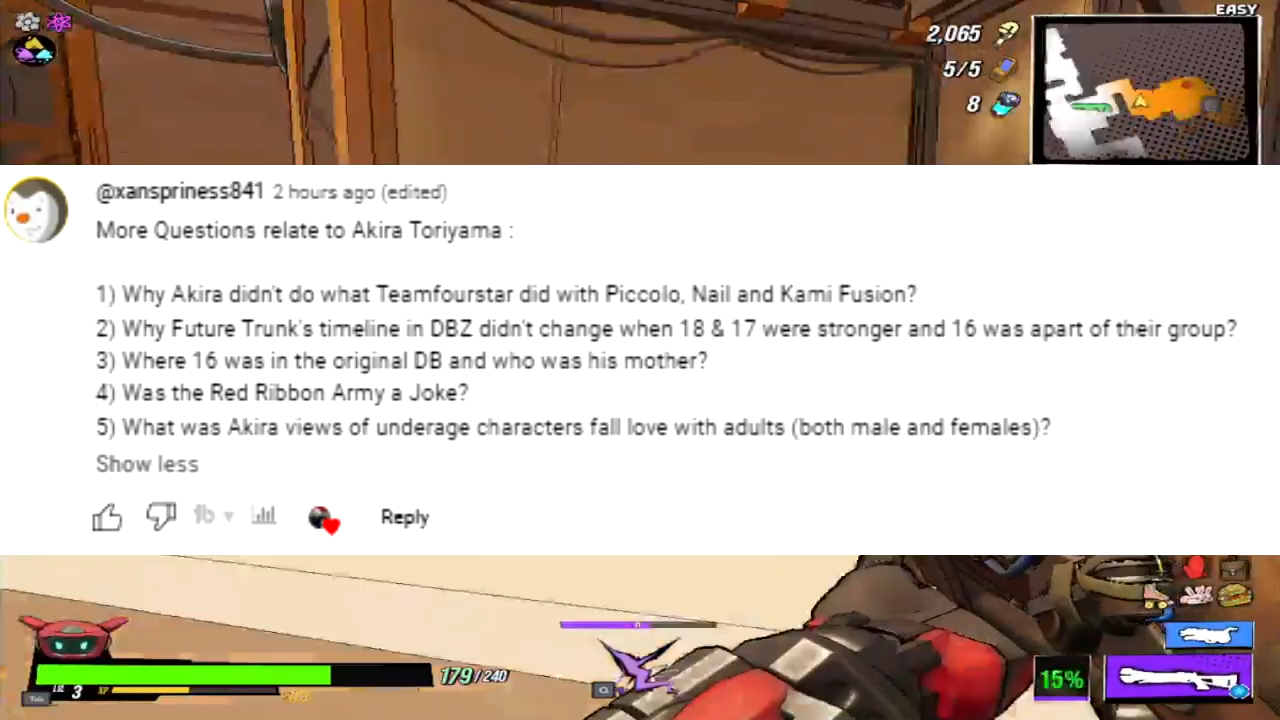 EASY
2,065
5/5
8
@xanspriness841 2 hours ago (edited)
More Questions relate to Akira Toriyama :
1) Why Akira didn't do what Teamfourstar did with Piccolo, Nail and Kami Fusion?
2) Why Future Trunk's timeline in DBZ didn't change when 18 & 17 were stronger and 16 was apart of their group?
3) Where 16 was in the original DB and who was his mother?
4) Was the Red Ribbon Army a Joke?
5) What was Akira views of underage characters fall love with adults (both male and females)?
Show less
Reply
179/240
Tab
LVL 3 XP
Q
15%